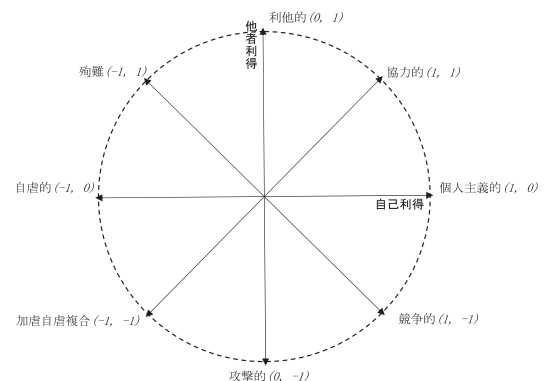 利他的(0, 1)
他者利得
殉難(-1, 1)
協力的(1, 1)
自虐的(-1, 0)
個人主義的(1, 0)
自己利得
加虐自虐複合(-1, -1)
競争的(1, -1)
攻撃的(0, -1)